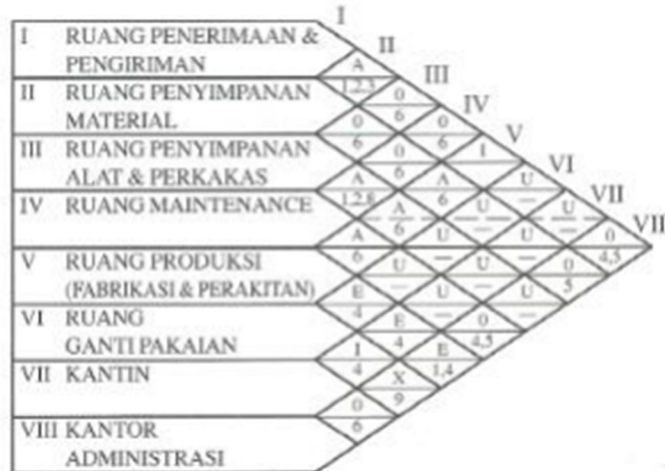 I
I RUANG PENERIMAAN & II
PENGIRIMAN A III
II RUANG PENYIMPANAN 1,2,3 O IV
MATERIAL O 6 O V
III RUANG PENYIMPANAN 6 O 6 I VI
ALAT & PERKAKAS A 6 A U VII
IV RUANG MAINTENANCE 1,2,6 A 6 U — U VII
A 6 U — — O
V RUANG PRODUKSI 6 U — U O 4,5
(FABRIKASI & PERAKITAN) E — U — U 5
VI RUANG 4 E — O —
GANTI PAKAIAN I 4 E 4,5
VII KANTIN 4 X 1,4
O 9
VIII KANTOR 6
ADMINISTRASI